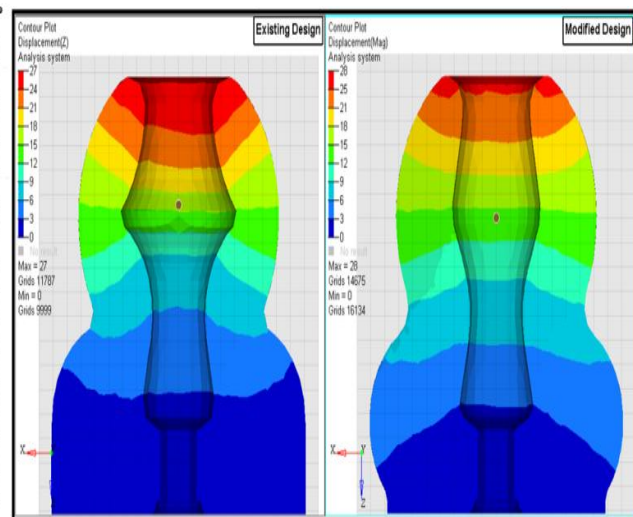 Contour Plot
Displacement(Z)
Analysis system
Existing Design
27
24
21
18
15
12
9
6
3
0
No result
Max = 27
Grids 11787
Min = 0
Grids 9999
X
Contour Plot
Displacement(Mag)
Analysis system
Modified Design
28
25
21
18
15
12
9
6
3
0
No result
Max = 28
Grids 14675
Min = 0
Grids 16134
X
Y
Z